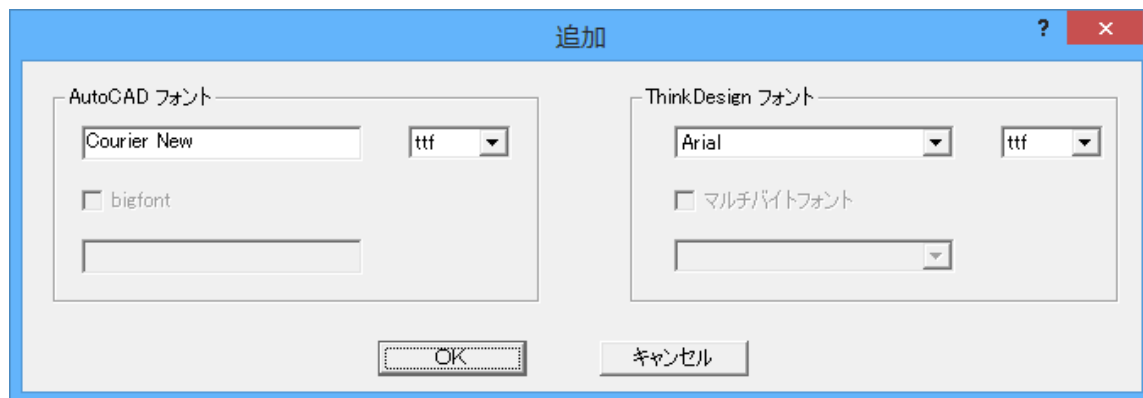 追加
?
AutoCAD フォント
ThinkDesign フォント
Courier New
ttf
Arial
ttf
bigfont
マルチバイトフォント
OK
キャンセル